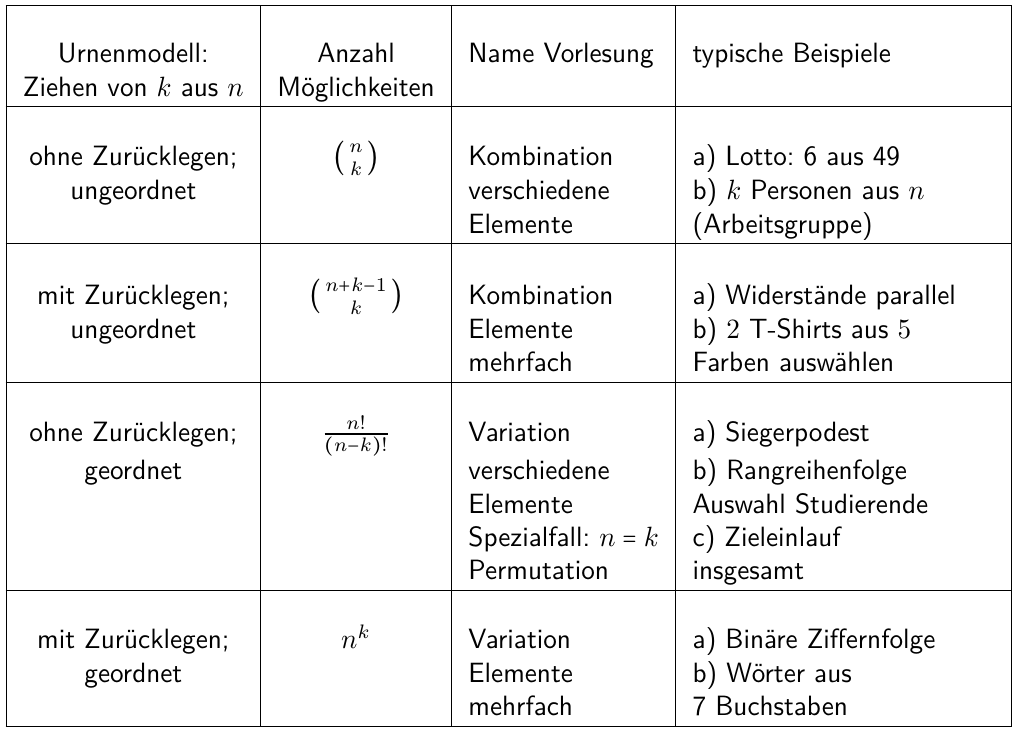 Urnenmodell: Anzahl Name Vorlesung typische Beispiele
Ziehen von k aus n Möglichkeiten
ohne Zurücklegen; (n k) Kombination a) Lotto: 6 aus 49
ungeordnet verschiedene b) k Personen aus n
Elemente (Arbeitsgruppe)
mit Zurücklegen; (n+k−1 k) Kombination a) Widerstände parallel
ungeordnet Elemente b) 2 T-Shirts aus 5
mehrfach Farben auswählen
ohne Zurücklegen; n!/(n−k)! Variation a) Siegerpodest
geordnet verschiedene b) Rangreihenfolge
Elemente Auswahl Studierende
Spezialfall: n = k c) Zieleinlauf
Permutation insgesamt
mit Zurücklegen; n^k Variation a) Binäre Ziffernfolge
geordnet Elemente b) Wörter aus
mehrfach 7 Buchstaben